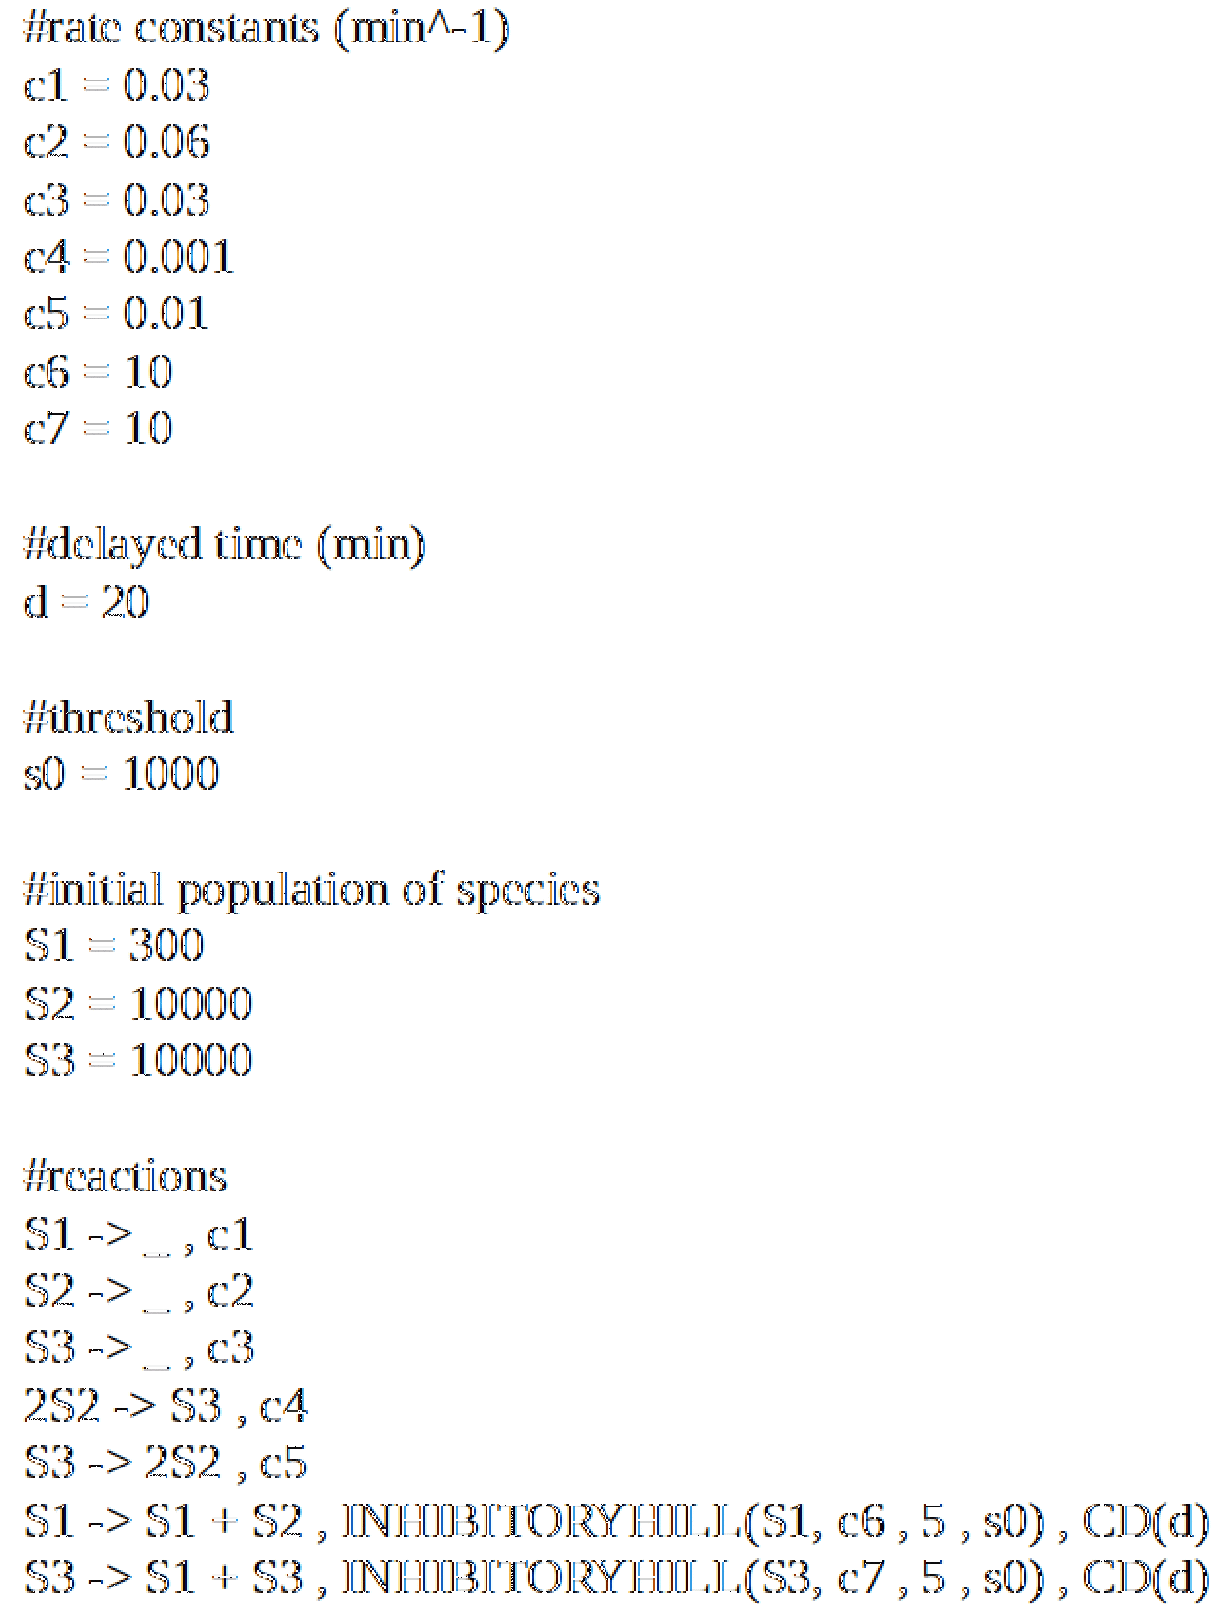 #rate constants (min^-1)
c1 = 0.03
c2 = 0.06
c3 = 0.03
c4 = 0.001
c5 = 0.01
c6 = 10
c7 = 10
#delayed time (min)
d = 20
#threshold
s0 = 1000
#initial population of species
S1 = 300
S2 = 10000
S3 = 10000
#reactions
S1 -> _ , c1
S2 -> _ , c2
S3 -> _ , c3
2S2 -> S3 , c4
S3 -> 2S2 , c5
S1 -> S1 + S2 , INHIBITORYHILL(S1, c6 , 5 , s0) , CD(d)
S3 -> S1 + S3 , INHIBITORYHILL(S3, c7 , 5 , s0) , CD(d)